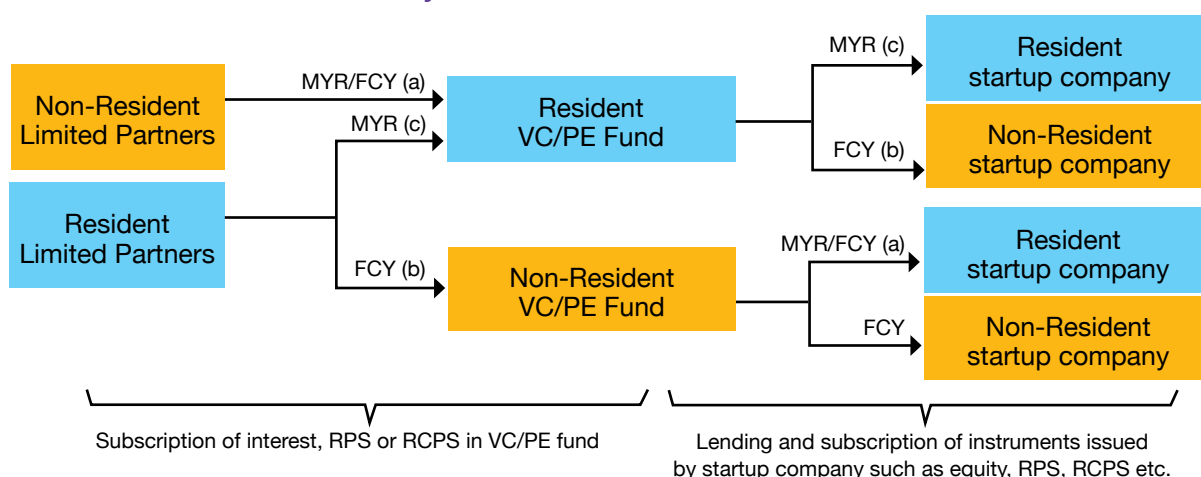 Non-Resident
Limited Partners
Resident
Limited Partners
MYR/FCY (a)
MYR (c)
FCY (b)
Resident
VC/PE Fund
Non-Resident
VC/PE Fund
MYR (c)
FCY (b)
MYR/FCY (a)
FCY
Resident
startup company
Non-Resident
startup company
Resident
startup company
Non-Resident
startup company
Subscription of interest, RPS or RCPS in VC/PE fund
Lending and subscription of instruments issued
by startup company such as equity, RPS, RCPS etc.